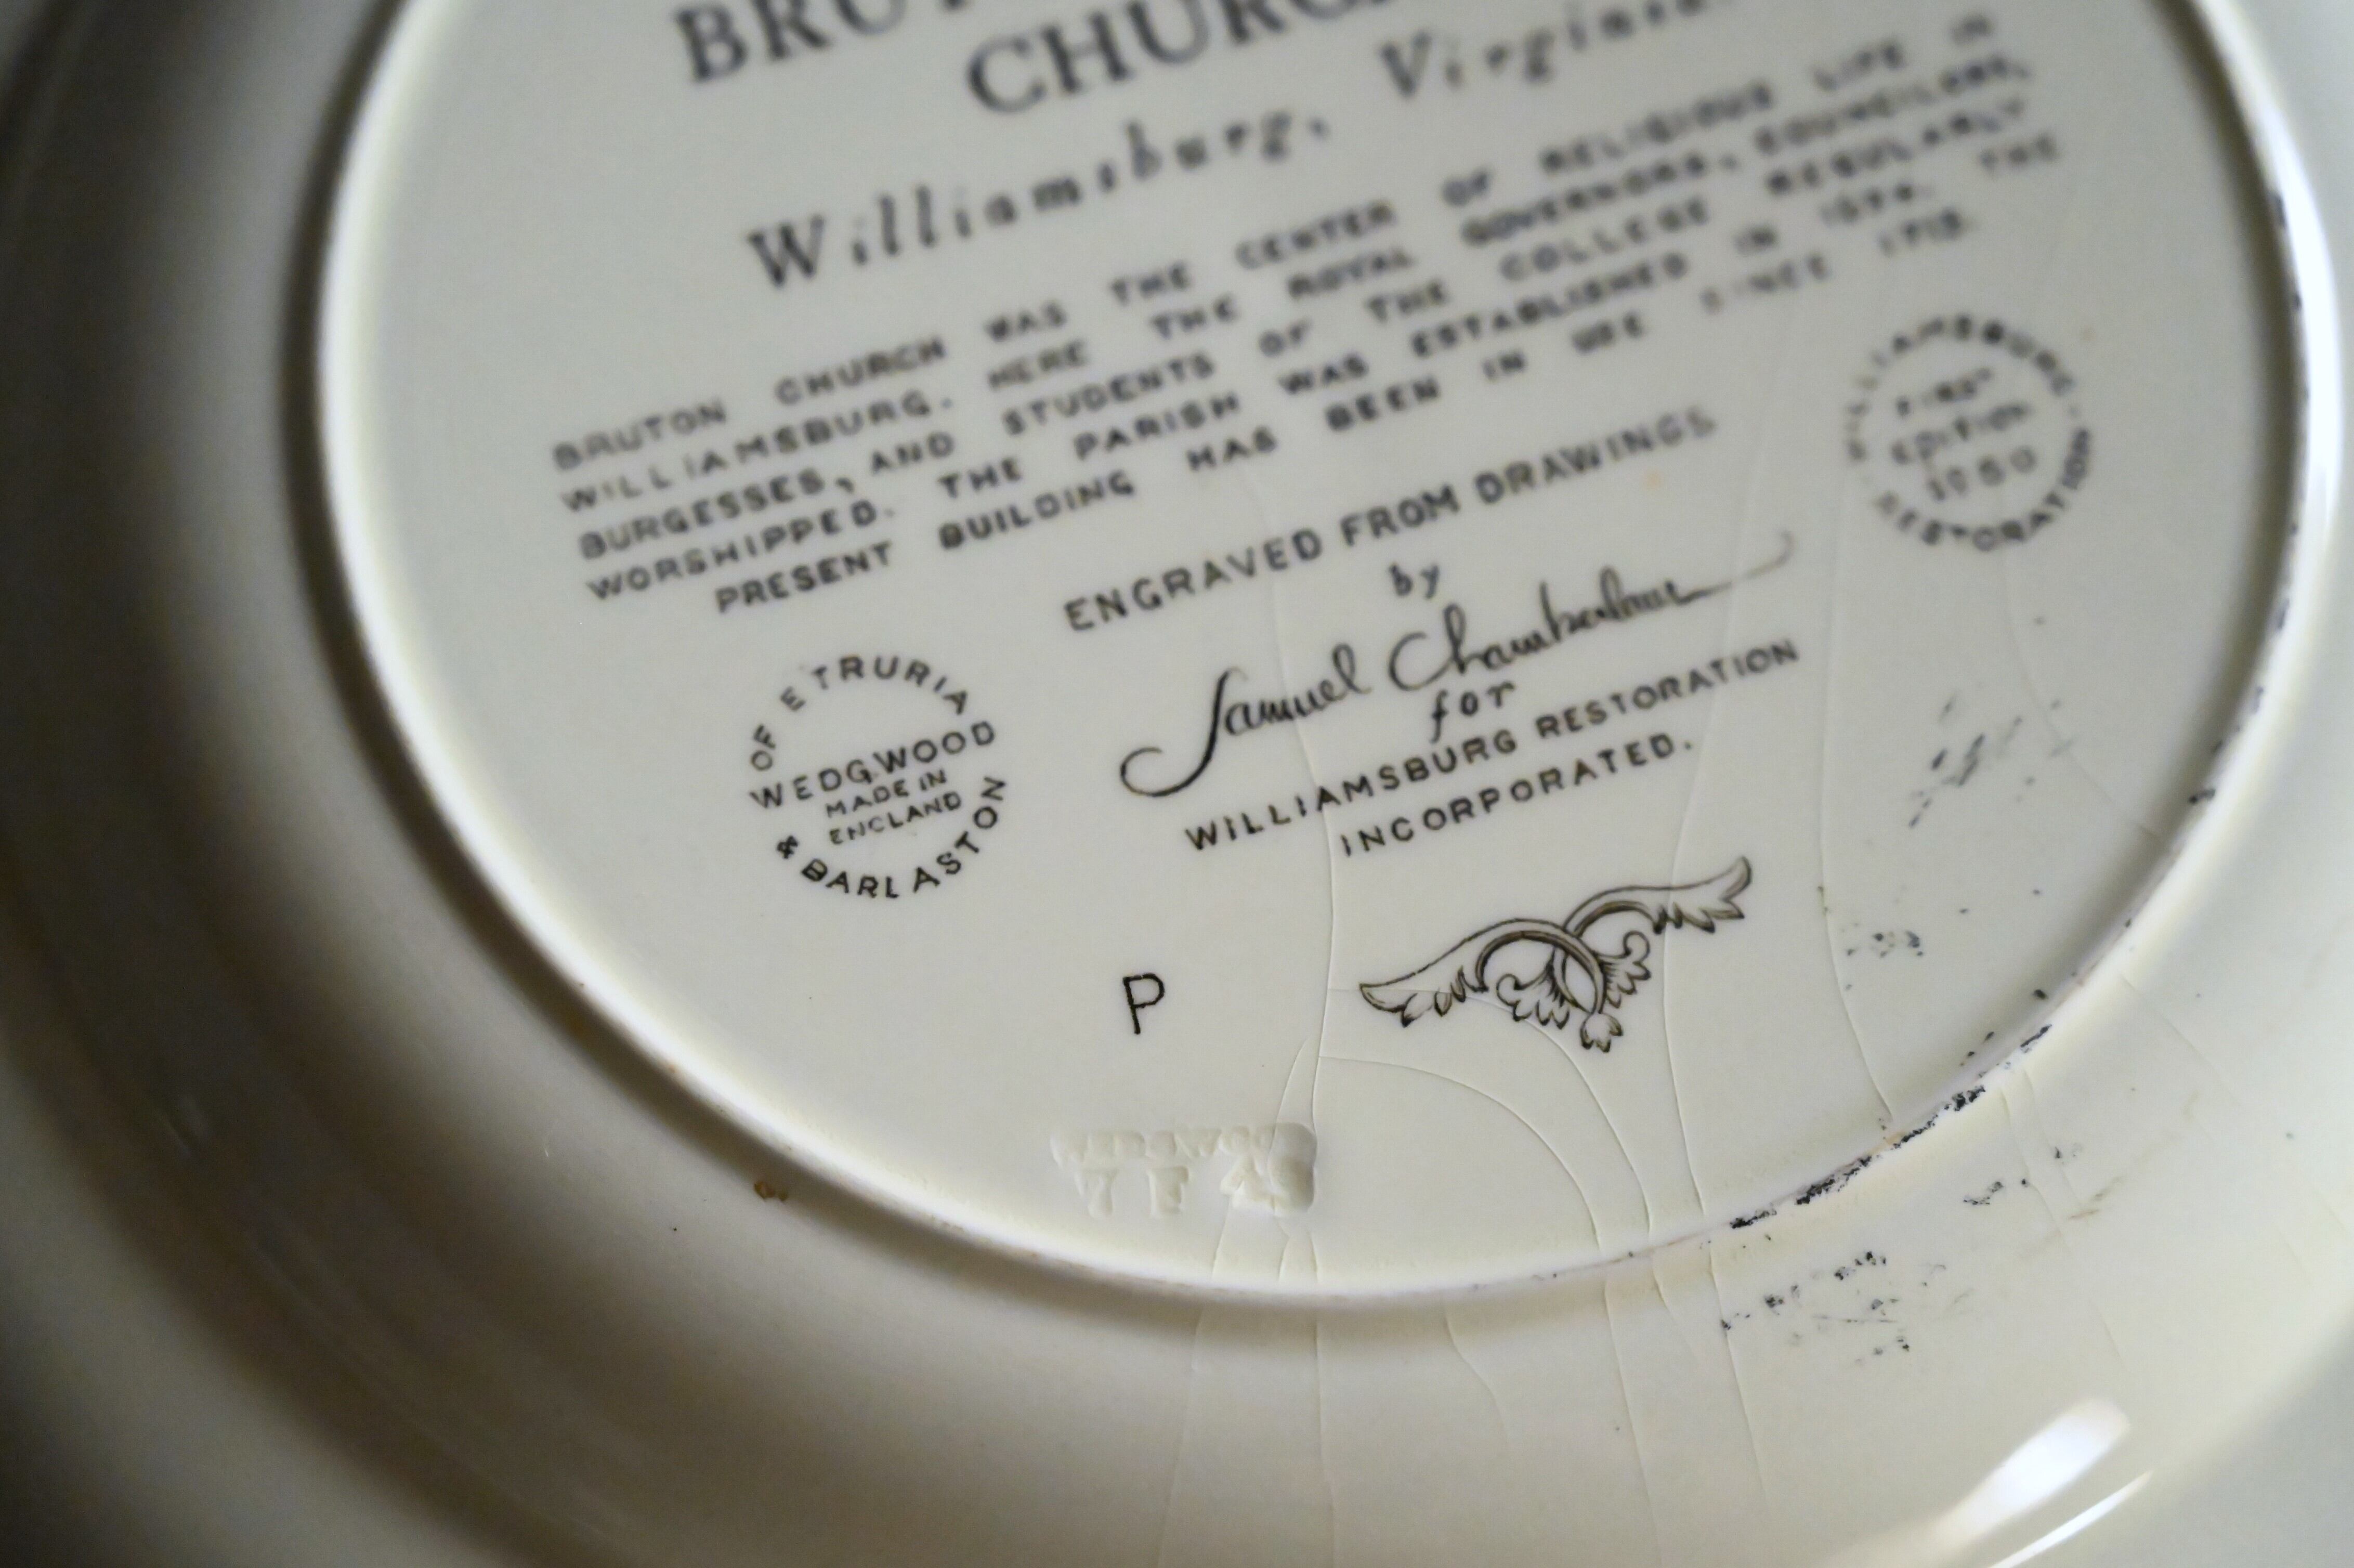 BRUT
CHURC
Williamsburg, Virginia.
BRUTON CHURCH WAS THE CENTER OF RELIGIOUS LIFE IN
WILLIAMSBURG. HERE THE ROYAL GOVERNORS, COUNCILORS,
BURGESSES, AND STUDENTS OF THE COLLEGE REGULARLY
WORSHIPPED. THE PARISH WAS ESTABLISHED IN 1674. THE
PRESENT BUILDING HAS BEEN IN USE SINCE 1715.
WILLIAMSBURG
FIRST
EDITION
1950
RESTORATION
ENGRAVED FROM DRAWINGS
by
Samuel Chamberlain
for
WILLIAMSBURG RESTORATION
INCORPORATED.
OF ETRURIA
WEDGWOOD
MADE IN
ENGLAND
& BARLASTON
P